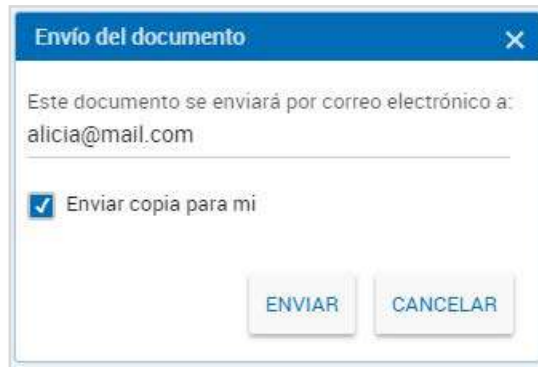 Envío del documento
Este documento se enviará por correo electrónico a:
alicia@mail.com
Enviar copia para mi
ENVIAR CANCELAR